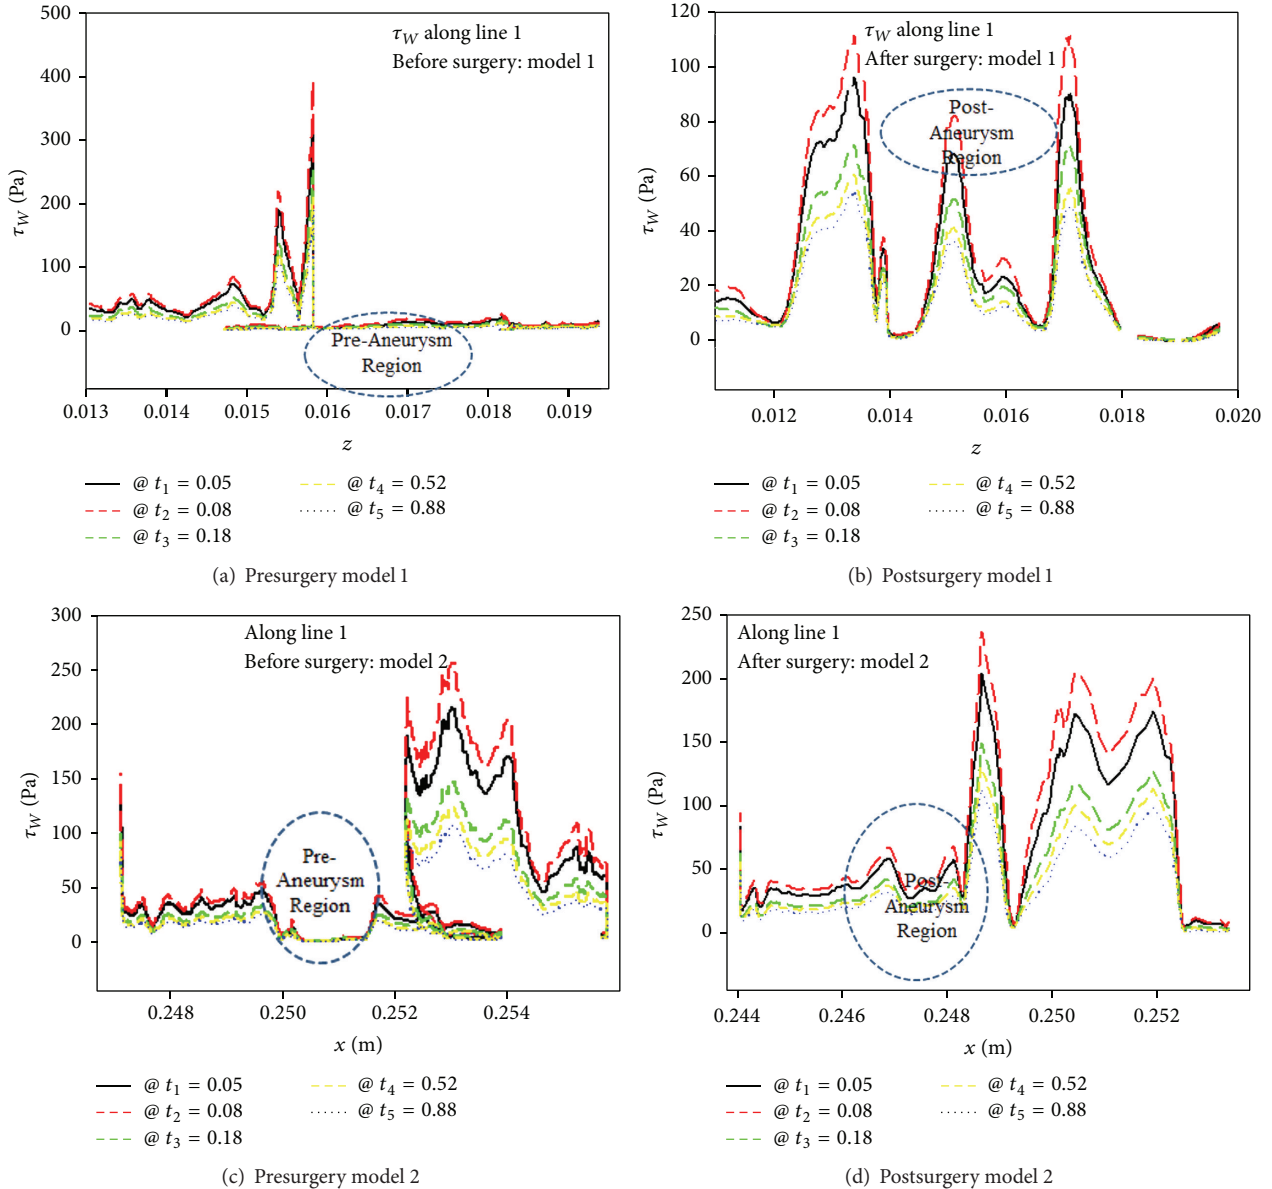 500
400
300
200
100
0
τW (Pa)
τW along line 1
Before surgery: model 1
Pre-Aneurysm
Region
0.013 0.014 0.015 0.016 0.017 0.018 0.019
z
@ t1 = 0.05
@ t2 = 0.08
@ t3 = 0.18
@ t4 = 0.52
@ t5 = 0.88
(a) Presurgery model 1
120
100
80
60
40
20
0
τW (Pa)
τW along line 1
After surgery: model 1
Post-
Aneurysm
Region
0.012 0.014 0.016 0.018 0.020
z
@ t1 = 0.05
@ t2 = 0.08
@ t3 = 0.18
@ t4 = 0.52
@ t5 = 0.88
(b) Postsurgery model 1
300
250
200
150
100
50
0
τW (Pa)
Along line 1
Before surgery: model 2
Pre-
Aneurysm
Region
0.248 0.250 0.252 0.254
x (m)
@ t1 = 0.05
@ t2 = 0.08
@ t3 = 0.18
@ t4 = 0.52
@ t5 = 0.88
(c) Presurgery model 2
250
200
150
100
50
0
τW (Pa)
Along line 1
After surgery: model 2
Post-
Aneurysm
Region
0.244 0.246 0.248 0.250 0.252
x (m)
@ t1 = 0.05
@ t2 = 0.08
@ t3 = 0.18
@ t4 = 0.52
@ t5 = 0.88
(d) Postsurgery model 2